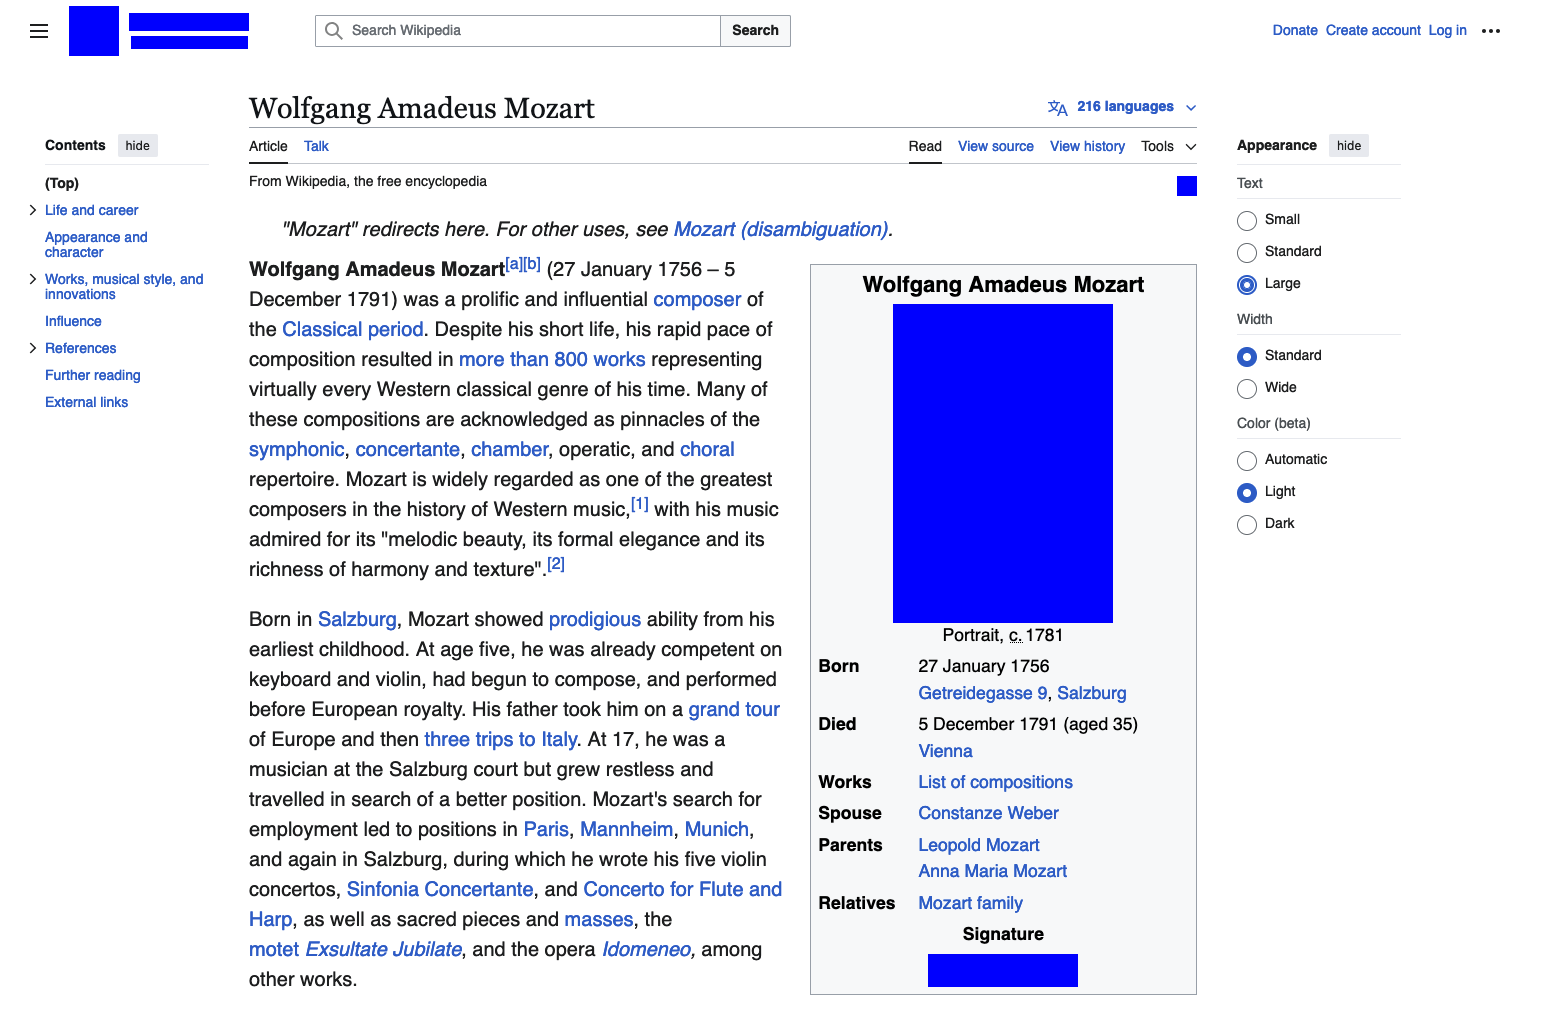 Search Wikipedia
Search
Donate Create account Log in
Wolfgang Amadeus Mozart
216 languages
Article Talk
Read View source View history Tools
From Wikipedia, the free encyclopedia
Contents hide
(Top)
Life and career
Appearance and
character
Works, musical style, and
innovations
Influence
References
Further reading
External links
"Mozart" redirects here. For other uses, see Mozart (disambiguation).
Wolfgang Amadeus Mozart[a][b] (27 January 1756 – 5
December 1791) was a prolific and influential composer of
the Classical period. Despite his short life, his rapid pace of
composition resulted in more than 800 works representing
virtually every Western classical genre of his time. Many of
these compositions are acknowledged as pinnacles of the
symphonic, concertante, chamber, operatic, and choral
repertoire. Mozart is widely regarded as one of the greatest
composers in the history of Western music,[1] with his music
admired for its "melodic beauty, its formal elegance and its
richness of harmony and texture".[2]
Born in Salzburg, Mozart showed prodigious ability from his
earliest childhood. At age five, he was already competent on
keyboard and violin, had begun to compose, and performed
before European royalty. His father took him on a grand tour
of Europe and then three trips to Italy. At 17, he was a
musician at the Salzburg court but grew restless and
travelled in search of a better position. Mozart's search for
employment led to positions in Paris, Mannheim, Munich,
and again in Salzburg, during which he wrote his five violin
concertos, Sinfonia Concertante, and Concerto for Flute and
Harp, as well as sacred pieces and masses, the
motet Exsultate Jubilate, and the opera Idomeneo, among
other works.
Wolfgang Amadeus Mozart
Portrait, c. 1781
Born 27 January 1756
Getreidegasse 9, Salzburg
Died 5 December 1791 (aged 35)
Vienna
Works List of compositions
Spouse Constanze Weber
Parents Leopold Mozart
Anna Maria Mozart
Relatives Mozart family
Signature
Appearance hide
Text
Small
Standard
Large
Width
Standard
Wide
Color (beta)
Automatic
Light
Dark